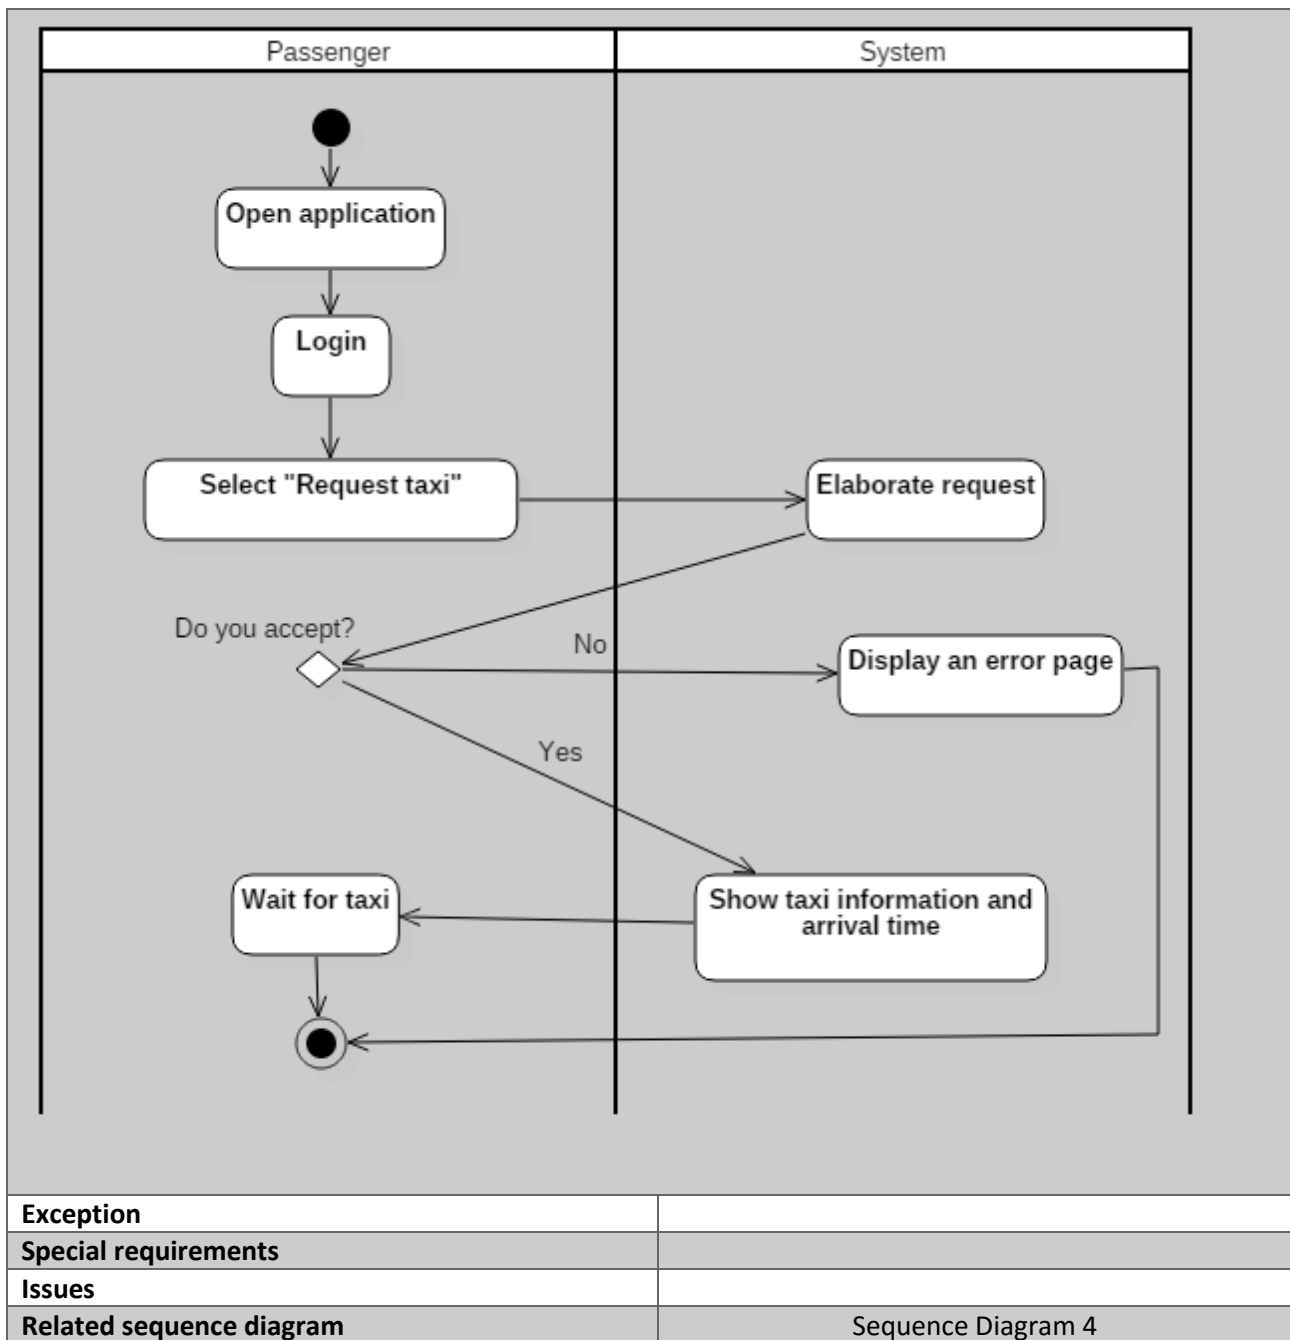 Passenger
System
Open application
Login
Select "Request taxi"
Elaborate request
Do you accept?
No
Display an error page
Yes
Wait for taxi
Show taxi information and
arrival time
Exception
Special requirements
Issues
Related sequence diagram
Sequence Diagram 4